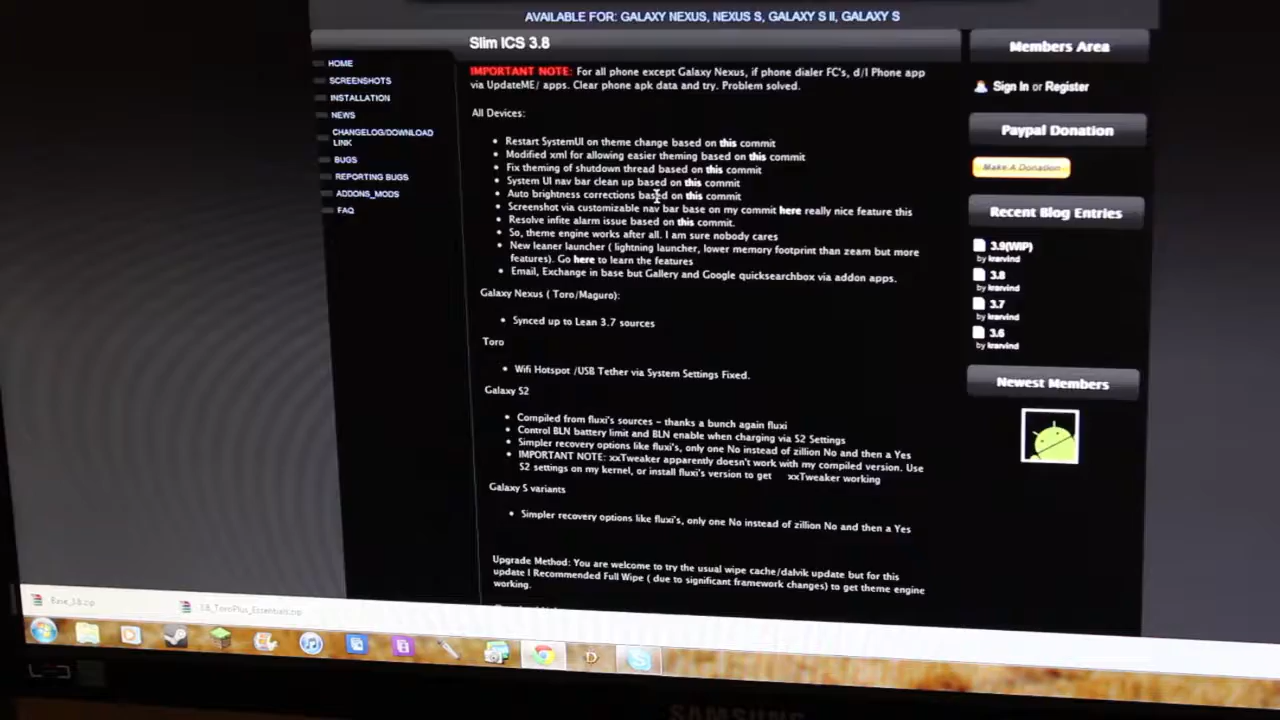 AVAILABLE FOR: GALAXY NEXUS, NEXUS S, GALAXY S II, GALAXY S
Slim ICS 3.8
HOME
SCREENSHOTS
INSTALLATION
NEWS
CHANGELOG/DOWNLOAD
LINK
BUGS
REPORTING BUGS
ADDONS_MODS
FAQ
IMPORTANT NOTE: For all phone except Galaxy Nexus, if phone dialer FC's, d/l Phone app
via UpdateME/ apps. Clear phone apk data and try. Problem solved.
All Devices:
Restart SystemUI on theme change based on this commit
Modified xml for allowing easier theming based on this commit
Fix theming of shutdown thread based on this commit
System UI nav bar clean up based on this commit
Auto brightness corrections based on this commit
Screenshot via customizable nav bar base on my commit here really nice feature this
Resolve infite alarm issue based on this commit.
So, theme engine works after all. I am sure nobody cares
New leaner launcher ( lightning launcher, lower memory footprint than zeam but more
features). Go here to learn the features
Email, Exchange in base but Gallery and Google quicksearchbox via addon apps.
Galaxy Nexus ( Toro/Maguro):
Synced up to Lean 3.7 sources
Toro
Wifi Hotspot /USB Tether via System Settings Fixed.
Galaxy S2
Compiled from fluxi's sources – thanks a bunch again fluxi
Control BLN battery limit and BLN enable when charging via S2 Settings
Simpler recovery options like fluxi's, only one No instead of zillion No and then a Yes
IMPORTANT NOTE: xxTweaker apparently doesn't work with my compiled version. Use
S2 settings on my kernel, or install fluxi's version to get xxTweaker working
Galaxy S variants
Simpler recovery options like fluxi's, only one No instead of zillion No and then a Yes
Upgrade Method: You are welcome to try the usual wipe cache/dalvik update but for this
update I Recommended Full Wipe ( due to significant framework changes) to get theme engine
working.
Members Area
Sign In or Register
Paypal Donation
Make A Donation
Recent Blog Entries
3.9(WIP)
by krarvind
3.8
by krarvind
3.7
by krarvind
3.6
by krarvind
Newest Members
Base_3.8.zip
3.8_ToroPlus_Essentials.zip
SAMSUNG